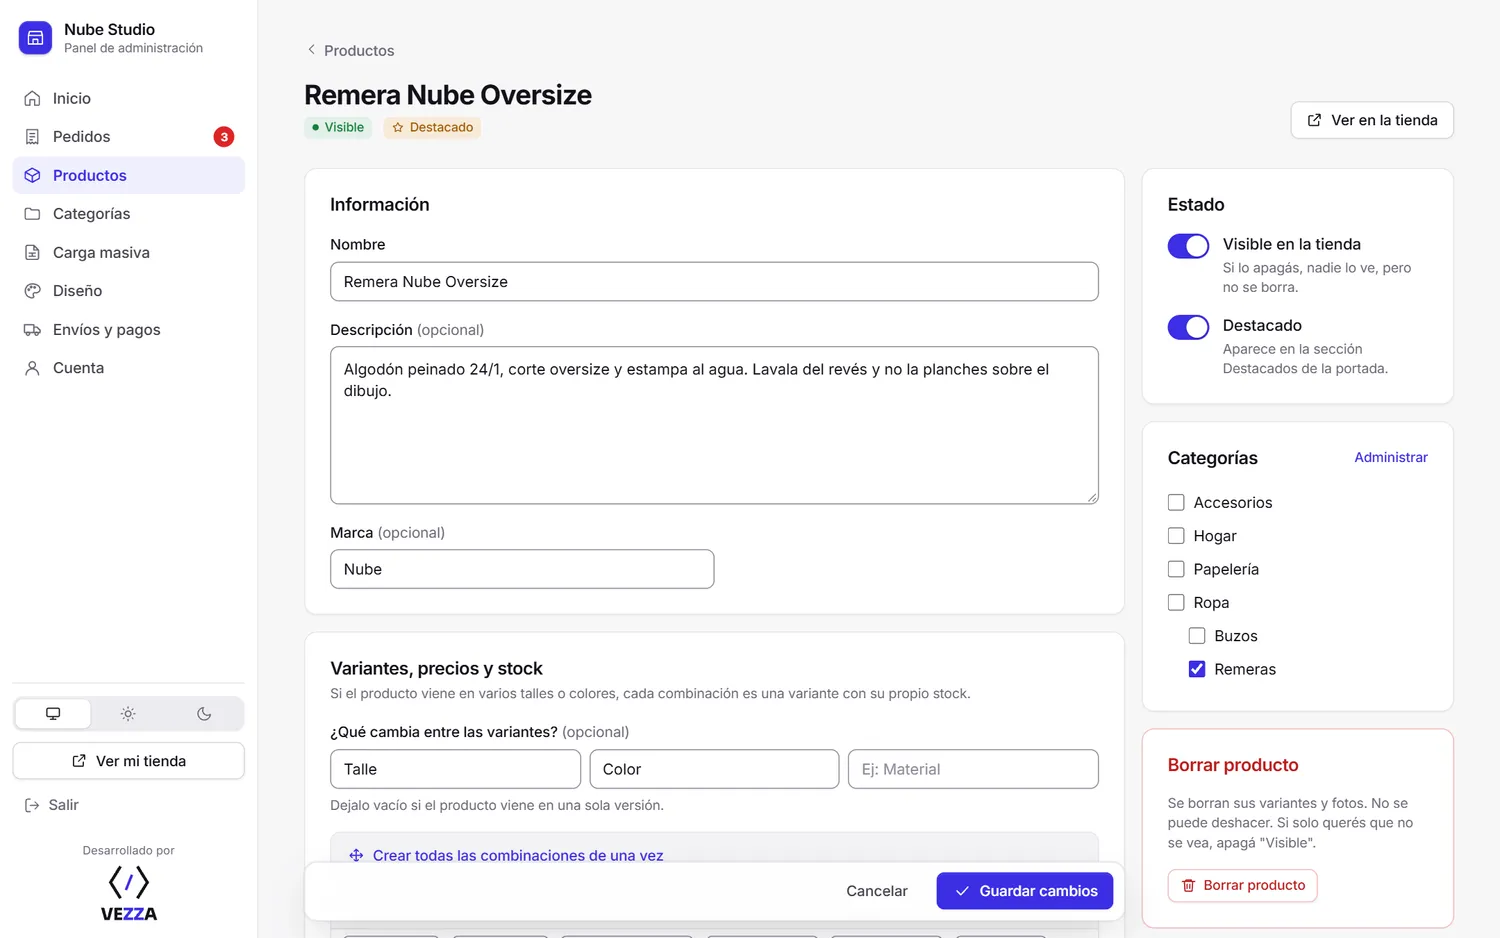 Nube Studio
Panel de administración
Inicio
Pedidos
3
Productos
Categorías
Carga masiva
Diseño
Envíos y pagos
Cuenta
Ver mi tienda
Salir
Desarrollado por
VEZZA
Productos
Remera Nube Oversize
Visible
Destacado
Ver en la tienda
Información
Nombre
Remera Nube Oversize
Descripción (opcional)
Algodón peinado 24/1, corte oversize y estampa al agua. Lavala del revés y no la planches sobre el
dibujo.
Marca (opcional)
Nube
Variantes, precios y stock
Si el producto viene en varios talles o colores, cada combinación es una variante con su propio stock.
¿Qué cambia entre las variantes? (opcional)
Talle
Color
Ej: Material
Dejalo vacío si el producto viene en una sola versión.
Crear todas las combinaciones de una vez
Cancelar
Guardar cambios
Estado
Visible en la tienda
Si lo apagás, nadie lo ve, pero
no se borra.
Destacado
Aparece en la sección
Destacados de la portada.
Categorías
Administrar
Accesorios
Hogar
Papelería
Ropa
Buzos
Remeras
Borrar producto
Se borran sus variantes y fotos. No se
puede deshacer. Si solo querés que no
se vea, apagá "Visible".
Borrar producto